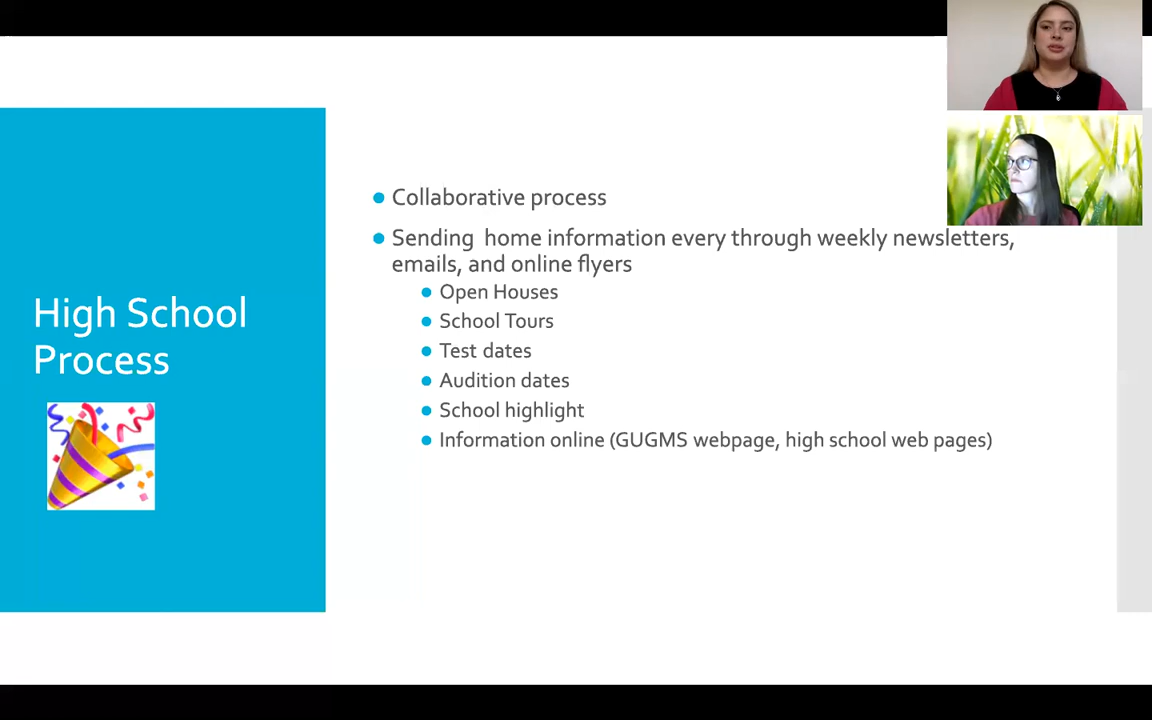 High School
Process
Collaborative process
Sending  home information every through weekly newsletters,
emails, and online flyers
Open Houses
School Tours
Test dates
Audition dates
School highlight
Information online (GUGMS webpage, high school web pages)